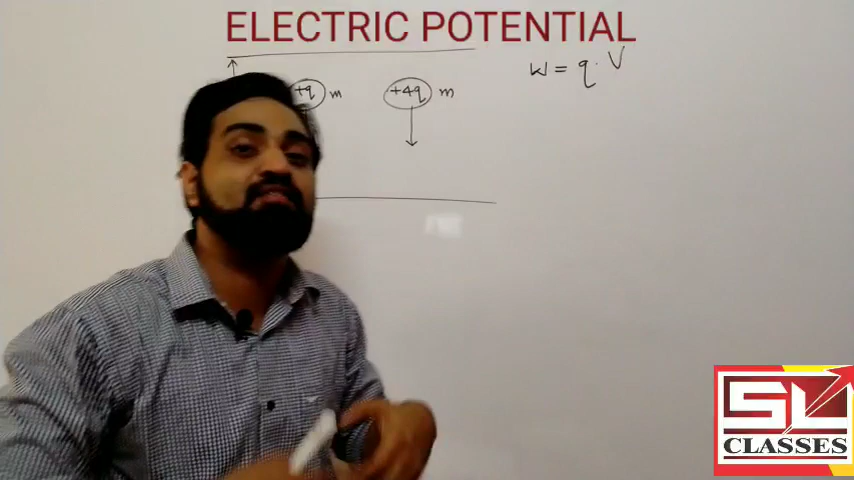 ELECTRIC POTENTIAL
+q m +4q m
W = q . V
SL
CLASSES